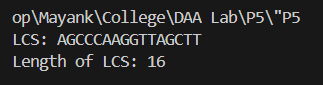 op\Mayank\College\DAA Lab\P5\"P5
LCS: AGCCCAAGGTTAGCTT
Length of LCS: 16